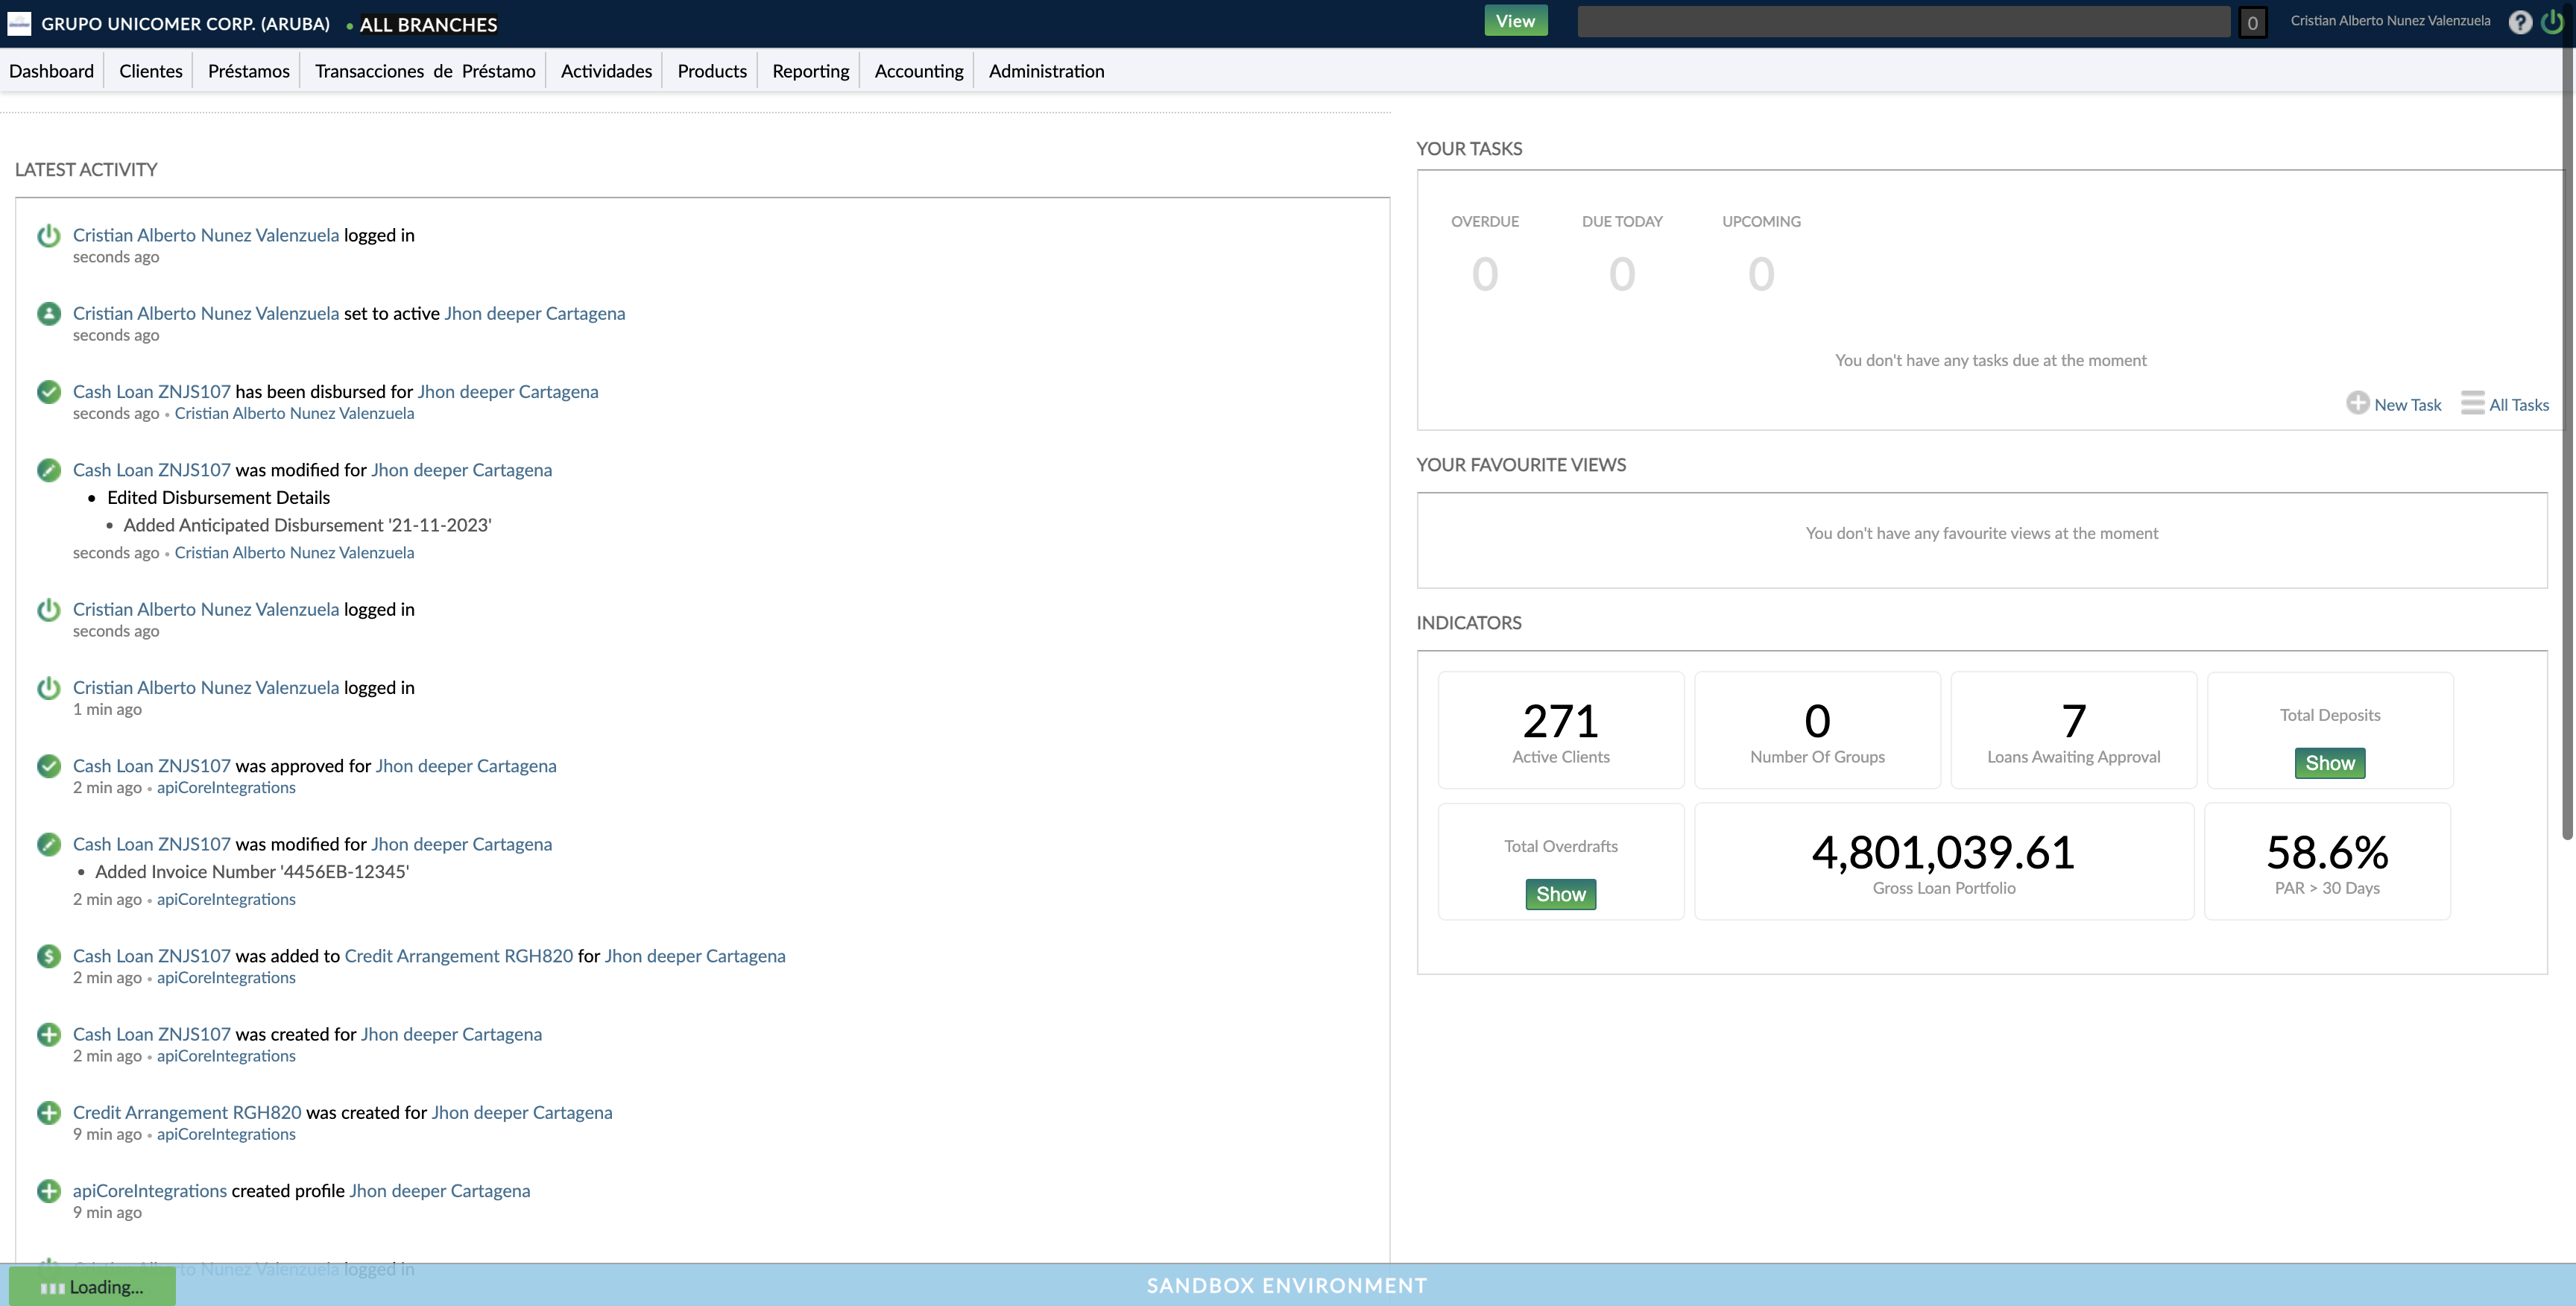 GRUPO UNICOMER CORP. (ARUBA) • ALL BRANCHES
View
0
Cristian Alberto Nunez Valenzuela
?
Dashboard
Clientes
Préstamos
Transacciones de Préstamo
Actividades
Products
Reporting
Accounting
Administration
LATEST ACTIVITY
Cristian Alberto Nunez Valenzuela logged in
seconds ago
Cristian Alberto Nunez Valenzuela set to active Jhon deeper Cartagena
seconds ago
Cash Loan ZNJS107 has been disbursed for Jhon deeper Cartagena
seconds ago • Cristian Alberto Nunez Valenzuela
Cash Loan ZNJS107 was modified for Jhon deeper Cartagena
• Edited Disbursement Details
• Added Anticipated Disbursement '21-11-2023'
seconds ago • Cristian Alberto Nunez Valenzuela
Cristian Alberto Nunez Valenzuela logged in
seconds ago
Cristian Alberto Nunez Valenzuela logged in
1 min ago
Cash Loan ZNJS107 was approved for Jhon deeper Cartagena
2 min ago • apiCoreIntegrations
Cash Loan ZNJS107 was modified for Jhon deeper Cartagena
• Added Invoice Number '4456EB-12345'
2 min ago • apiCoreIntegrations
$
Cash Loan ZNJS107 was added to Credit Arrangement RGH820 for Jhon deeper Cartagena
2 min ago • apiCoreIntegrations
Cash Loan ZNJS107 was created for Jhon deeper Cartagena
2 min ago • apiCoreIntegrations
Credit Arrangement RGH820 was created for Jhon deeper Cartagena
9 min ago • apiCoreIntegrations
apiCoreIntegrations created profile Jhon deeper Cartagena
9 min ago
Cristian Alberto Nunez Valenzuela logged in
YOUR TASKS
OVERDUE
DUE TODAY
UPCOMING
0
0
0
You don't have any tasks due at the moment
New Task
All Tasks
YOUR FAVOURITE VIEWS
You don't have any favourite views at the moment
INDICATORS
271
Active Clients
0
Number Of Groups
7
Loans Awaiting Approval
Total Deposits
Show
Total Overdrafts
Show
4,801,039.61
Gross Loan Portfolio
58.6%
PAR > 30 Days
Loading...
SANDBOX ENVIRONMENT